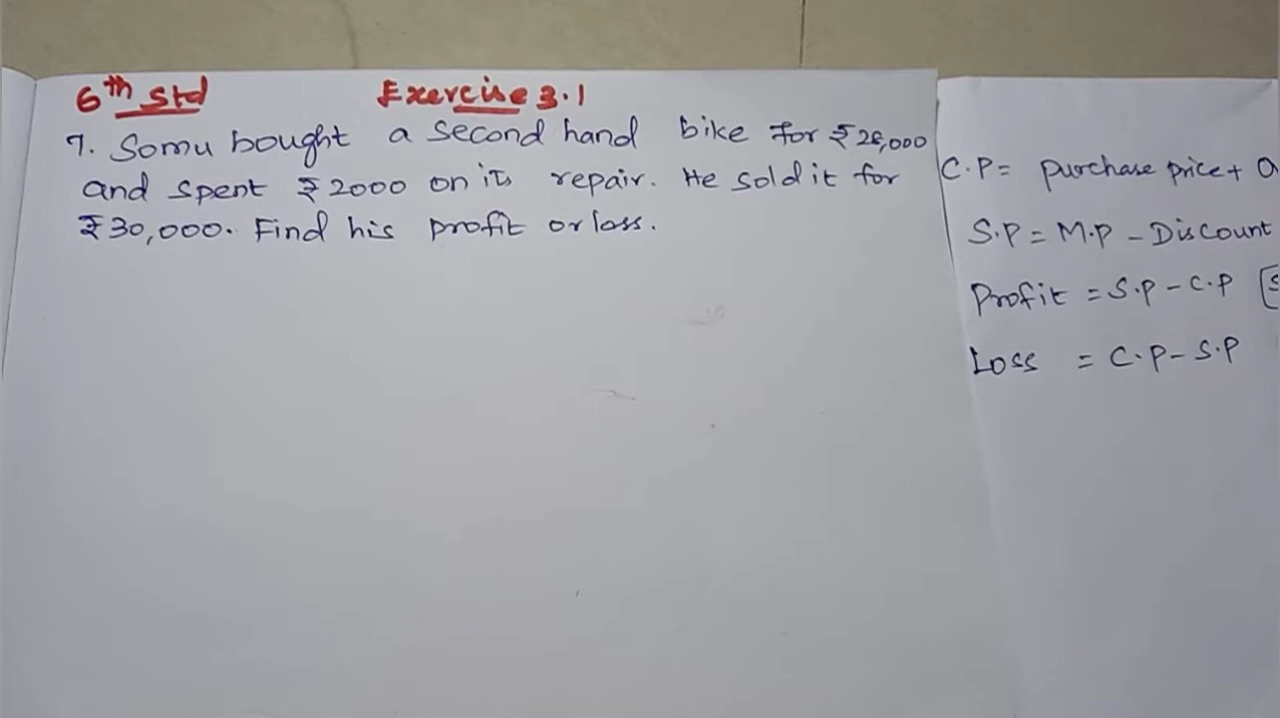 6th Std Exercise 3.1
7. Somu bought a second hand bike for ₹28,000
and spent ₹2000 on its repair. He sold it for
₹30,000. Find his profit or loss.
C.P = purchase price +
S.P = M.P - Discount
Profit = S.P - C.P
Loss = C.P - S.P